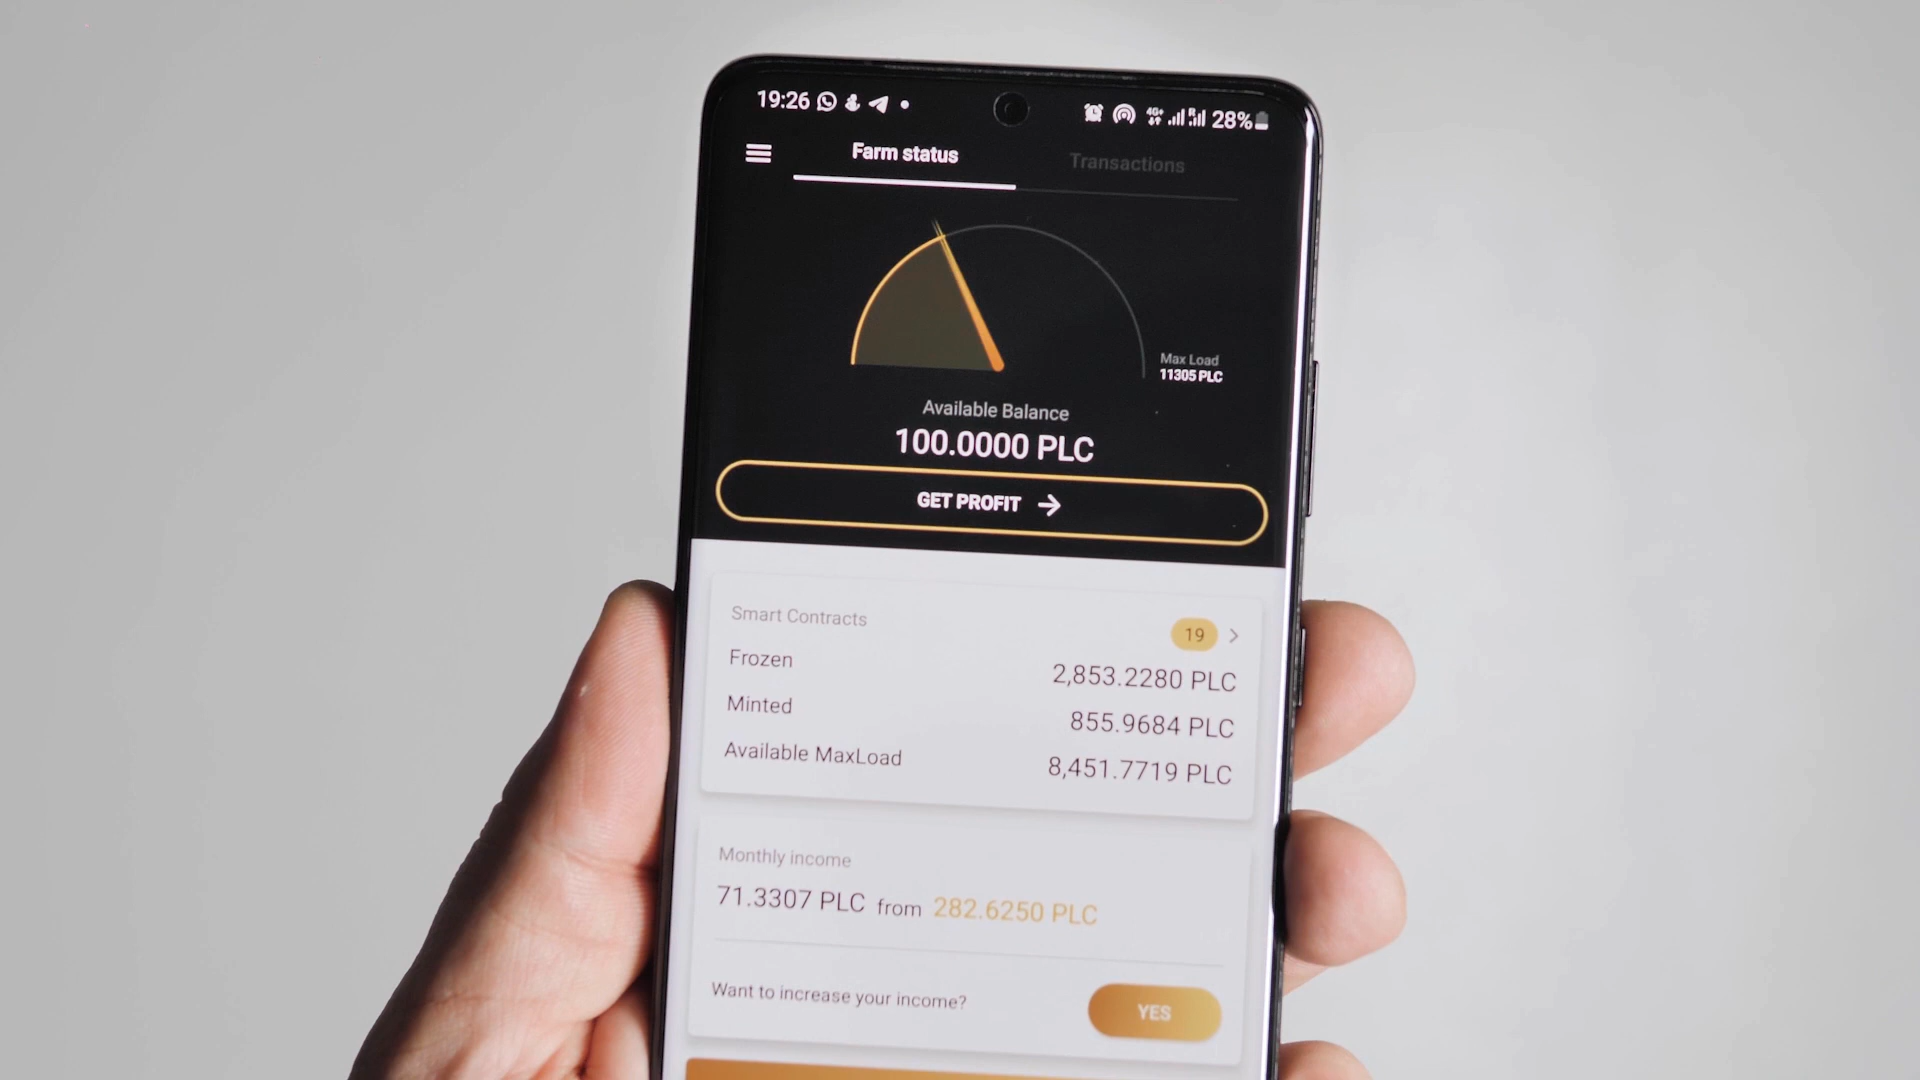 19:26 4G+ R 28%
Farm status Transactions
Max Load
11305 PLC
Available Balance
100.0000 PLC
GET PROFIT →
Smart Contracts 19 >
Frozen 2,853.2280 PLC
Minted 855.9684 PLC
Available MaxLoad 8,451.7719 PLC
Monthly income
71.3307 PLC from 282.6250 PLC
Want to increase your income? YES